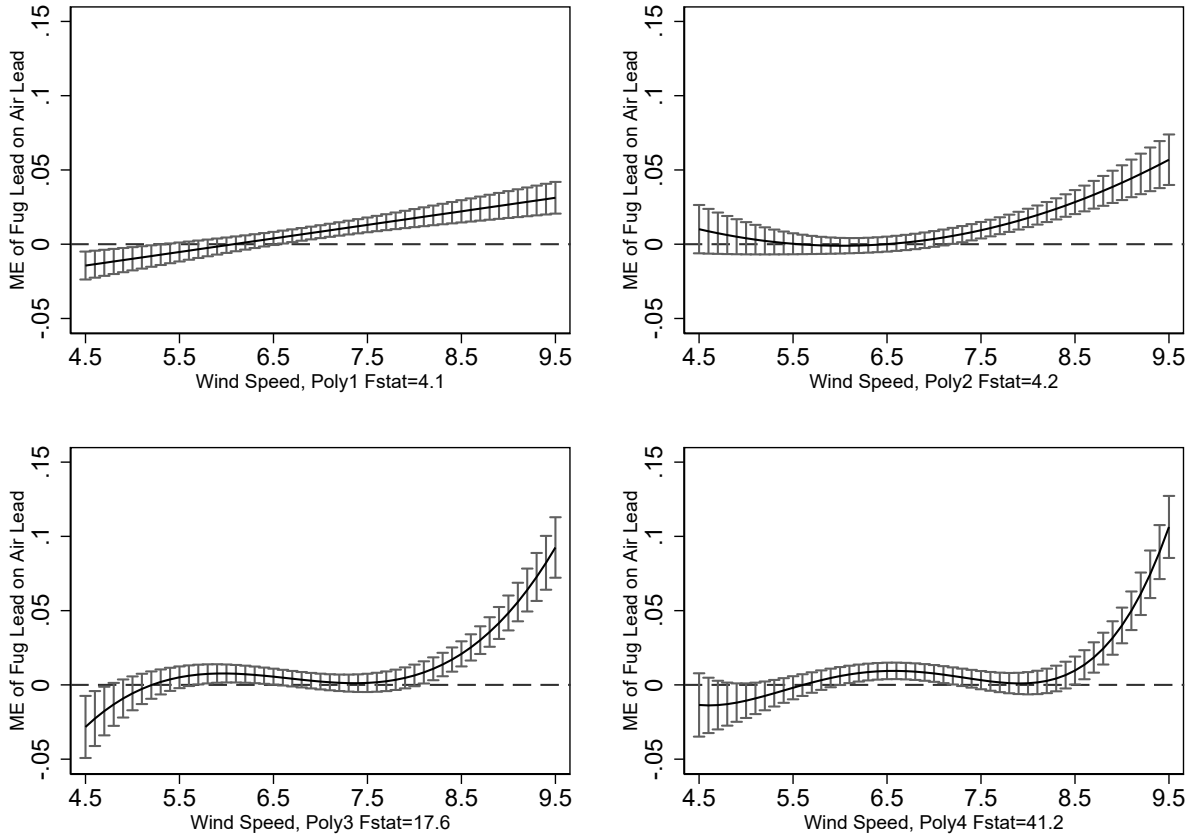 ME of Fug Lead on Air Lead
.15
.1
.05
0
-.05
4.5 5.5 6.5 7.5 8.5 9.5
Wind Speed, Poly1 Fstat=4.1
ME of Fug Lead on Air Lead
.15
.1
.05
0
-.05
4.5 5.5 6.5 7.5 8.5 9.5
Wind Speed, Poly2 Fstat=4.2
ME of Fug Lead on Air Lead
.15
.1
.05
0
-.05
4.5 5.5 6.5 7.5 8.5 9.5
Wind Speed, Poly3 Fstat=17.6
ME of Fug Lead on Air Lead
.15
.1
.05
0
-.05
4.5 5.5 6.5 7.5 8.5 9.5
Wind Speed, Poly4 Fstat=41.2